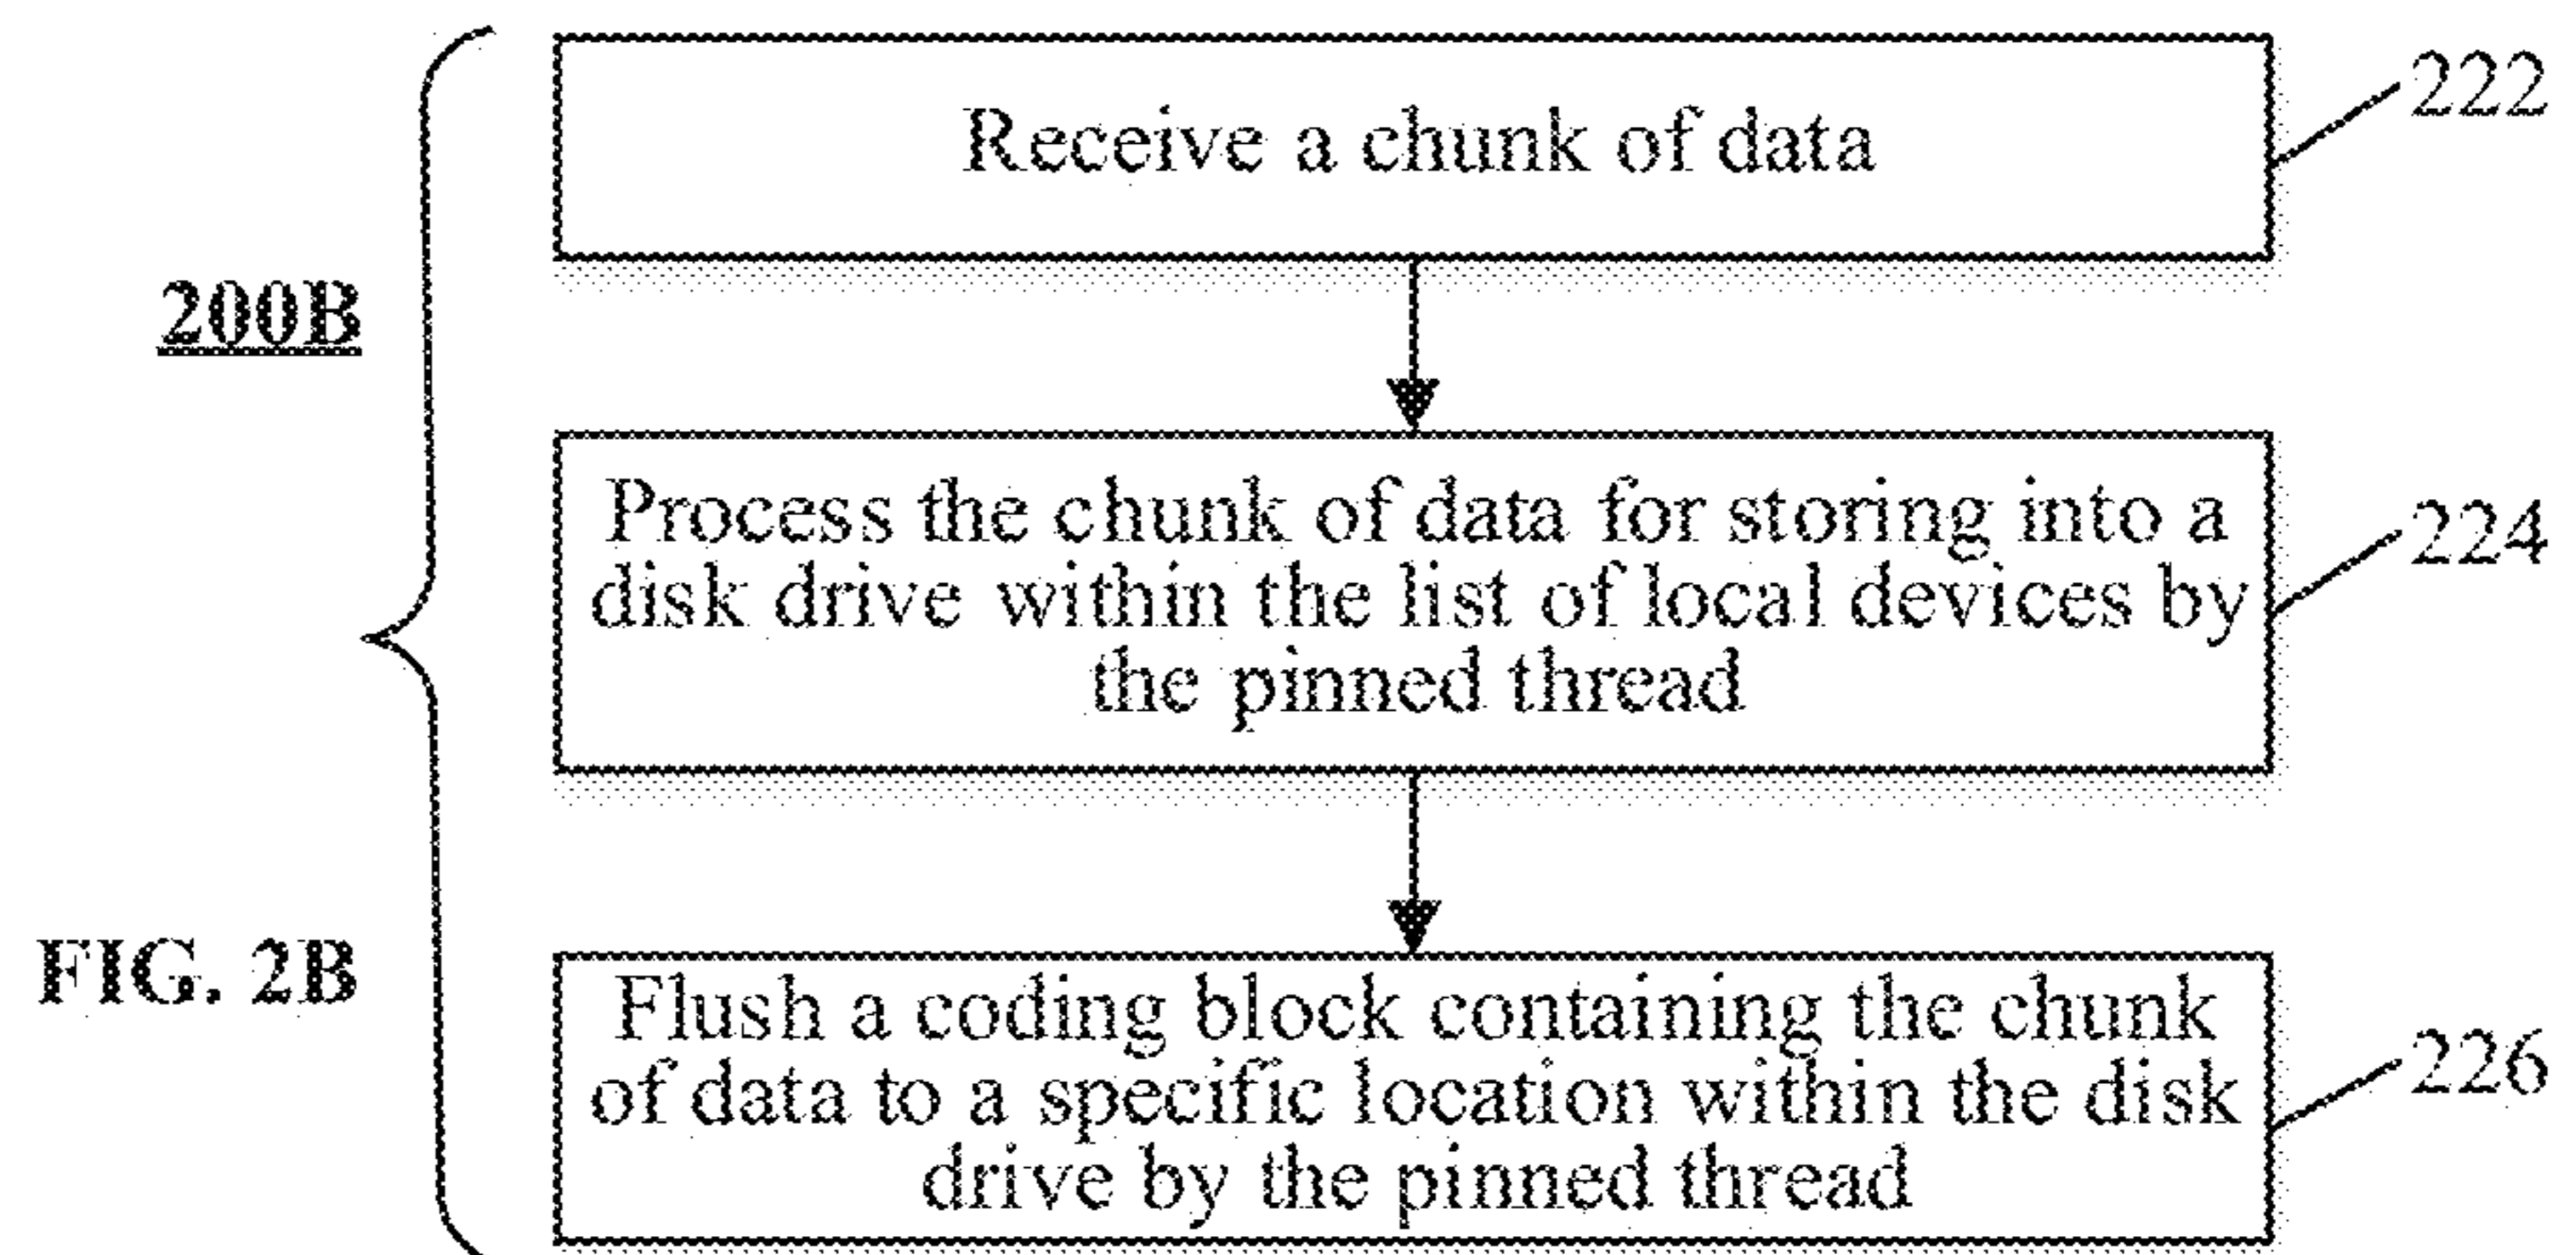 Receive a chunk of data
222
200B
Process the chunk of data for storing into a
disk drive within the list of local devices by
the pinned thread
224
FIG. 2B
Flush a coding block containing the chunk
of data to a specific location within the disk
drive by the pinned thread
226